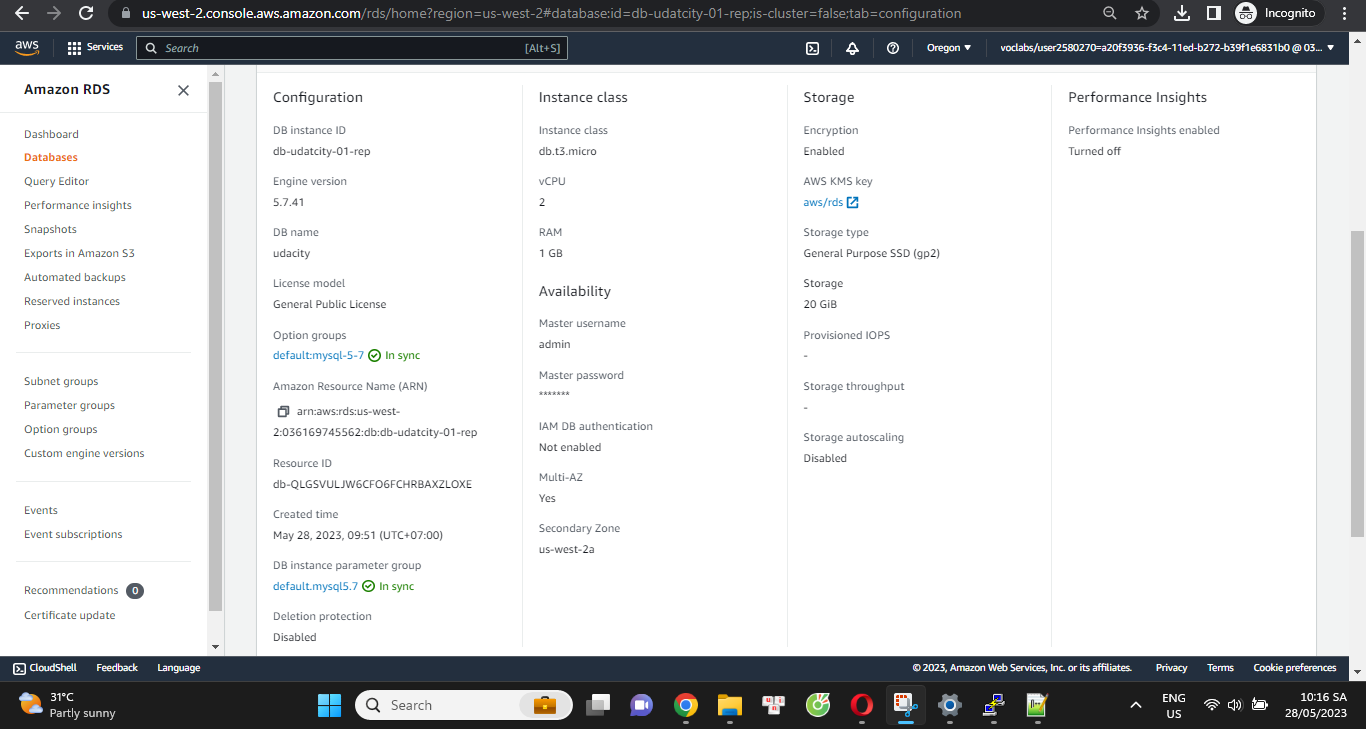 us-west-2.console.aws.amazon.com/rds/home?region=us-west-2#database:id=db-udatcity-01-rep;is-cluster=false;tab=configuration
Incognito
aws
Services
Search
[Alt+S]
Oregon
voclabs/user2580270=a20f3936-f3c4-11ed-b272-b39f1e6831b0 @ 03...
Amazon RDS
Dashboard
Databases
Query Editor
Performance insights
Snapshots
Exports in Amazon S3
Automated backups
Reserved instances
Proxies
Subnet groups
Parameter groups
Option groups
Custom engine versions
Events
Event subscriptions
Recommendations 0
Certificate update
Configuration
DB instance ID
db-udatcity-01-rep
Engine version
5.7.41
DB name
udacity
License model
General Public License
Option groups
default:mysql-5-7 In sync
Amazon Resource Name (ARN)
arn:aws:rds:us-west-
2:036169745562:db:db-udatcity-01-rep
Resource ID
db-QLGSVULJW6CFO6FCHRBAXZLOXE
Created time
May 28, 2023, 09:51 (UTC+07:00)
DB instance parameter group
default.mysql5.7 In sync
Deletion protection
Disabled
Instance class
Instance class
db.t3.micro
vCPU
2
RAM
1 GB
Availability
Master username
admin
Master password
*******
IAM DB authentication
Not enabled
Multi-AZ
Yes
Secondary Zone
us-west-2a
Storage
Encryption
Enabled
AWS KMS key
aws/rds
Storage type
General Purpose SSD (gp2)
Storage
20 GiB
Provisioned IOPS
-
Storage throughput
-
Storage autoscaling
Disabled
Performance Insights
Performance Insights enabled
Turned off
CloudShell
Feedback
Language
© 2023, Amazon Web Services, Inc. or its affiliates.
Privacy
Terms
Cookie preferences
31°C
Partly sunny
Search
ENG
US
10:16 SA
28/05/2023